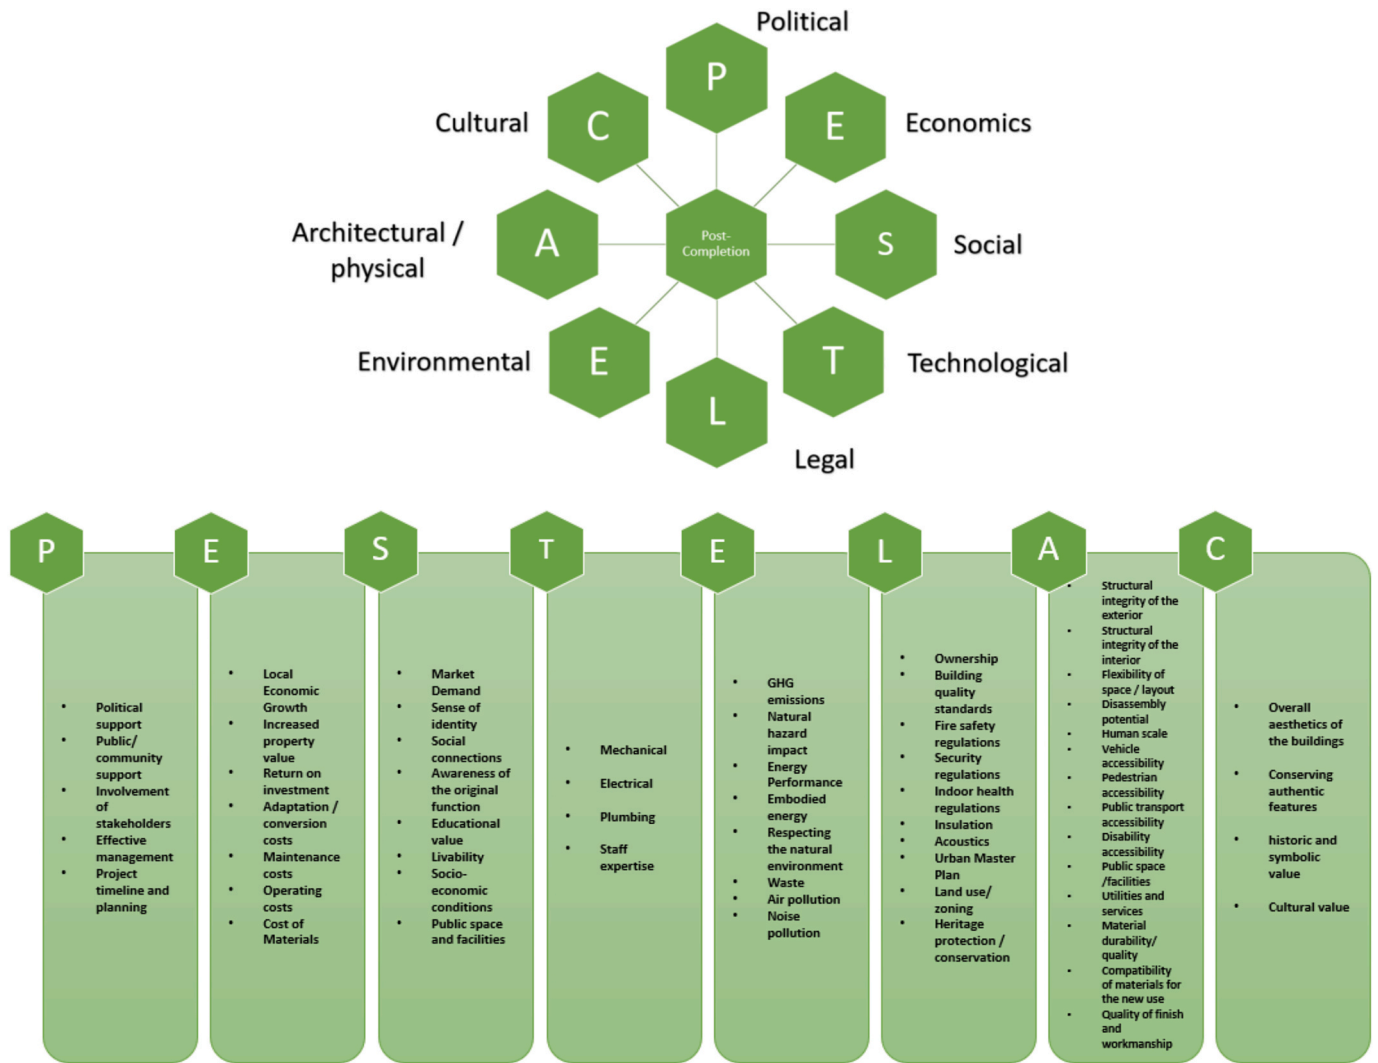 Political
P
Cultural
C
E
Economics
Architectural /
physical
A
Post-
Completion
S
Social
Environmental
E
T
Technological
L
Legal
P
• Political
support
• Public/
community
support
• Involvement
of
stakeholders
• Effective
management
• Project
timeline and
planning
E
• Local
Economic
Growth
• Increased
property
value
• Return on
investment
• Adaptation /
conversion
costs
• Maintenance
costs
• Operating
costs
• Cost of
Materials
S
• Market
Demand
• Sense of
identity
• Social
connections
• Awareness of
the original
function
• Educational
value
• Livability
• Socio-
economic
conditions
• Public space
and facilities
T
• Mechanical
• Electrical
• Plumbing
• Staff
expertise
E
• GHG
emissions
• Natural
hazard
impact
• Energy
Performance
• Embodied
energy
• Respecting
the natural
environment
• Waste
• Air pollution
• Noise
pollution
L
• Ownership
• Building
quality
standards
• Fire safety
regulations
• Security
regulations
• Indoor health
regulations
• Insulation
• Acoustics
• Urban Master
Plan
• Land use/
zoning
• Heritage
protection /
conservation
A
• Structural
integrity of the
exterior
• Structural
integrity of the
interior
• Flexibility of
space / layout
• Disassembly
potential
• Human scale
• Vehicle
accessibility
• Pedestrian
accessibility
• Public transport
accessibility
• Disability
accessibility
• Public space
/facilities
• Utilities and
services
• Material
durability/
quality
• Compatibility
of materials for
the new use
• Quality of finish
and
workmanship
C
• Overall
aesthetics of
the buildings
• Conserving
authentic
features
• historic and
symbolic
value
• Cultural value